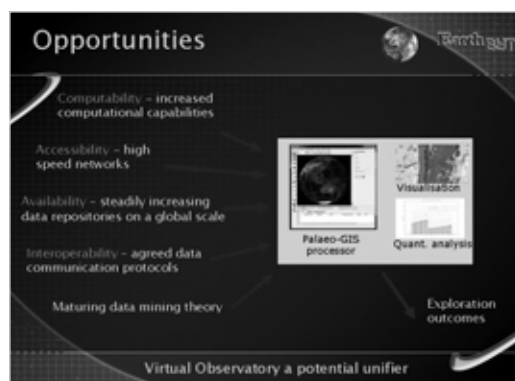 Opportunities
Earth
Computability – increased
computational capabilities
Accessibility – high
speed networks
Availability – steadily increasing
data repositories on a global scale
Interoperability – agreed data
communication protocols
Maturing data mining theory
Palaeo-GIS
processor
Visualisation
Quant. analysis
Exploration
outcomes
Virtual Observatory a potential unifier